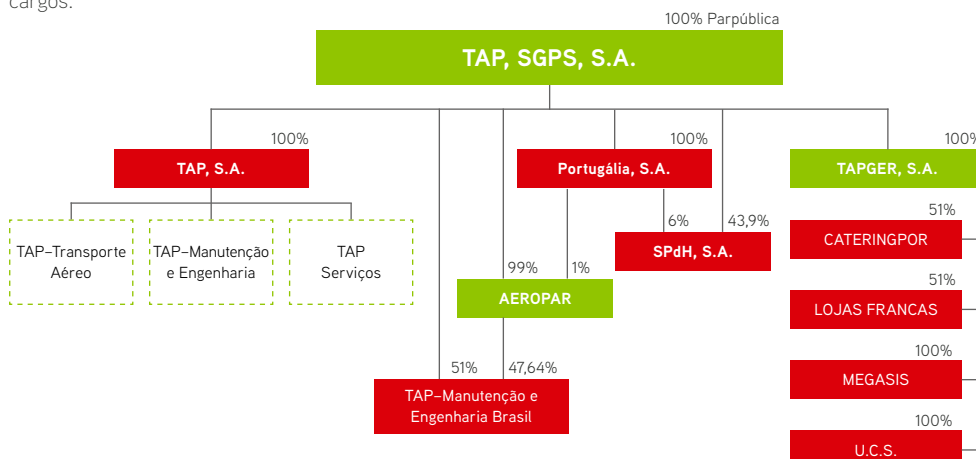 cargos.
100% Parpública
TAP, SGPS, S.A.
100%
TAP, S.A.
100%
Portugália, S.A.
100%
TAPGER, S.A.
TAP–Transporte
Aéreo
TAP–Manutenção
e Engenharia
TAP
Serviços
6%
43,9%
SPdH, S.A.
99%
1%
AEROPAR
51%
47,64%
TAP–Manutenção e
Engenharia Brasil
51%
CATERINGPOR
51%
LOJAS FRANCAS
100%
MEGASIS
100%
U.C.S.